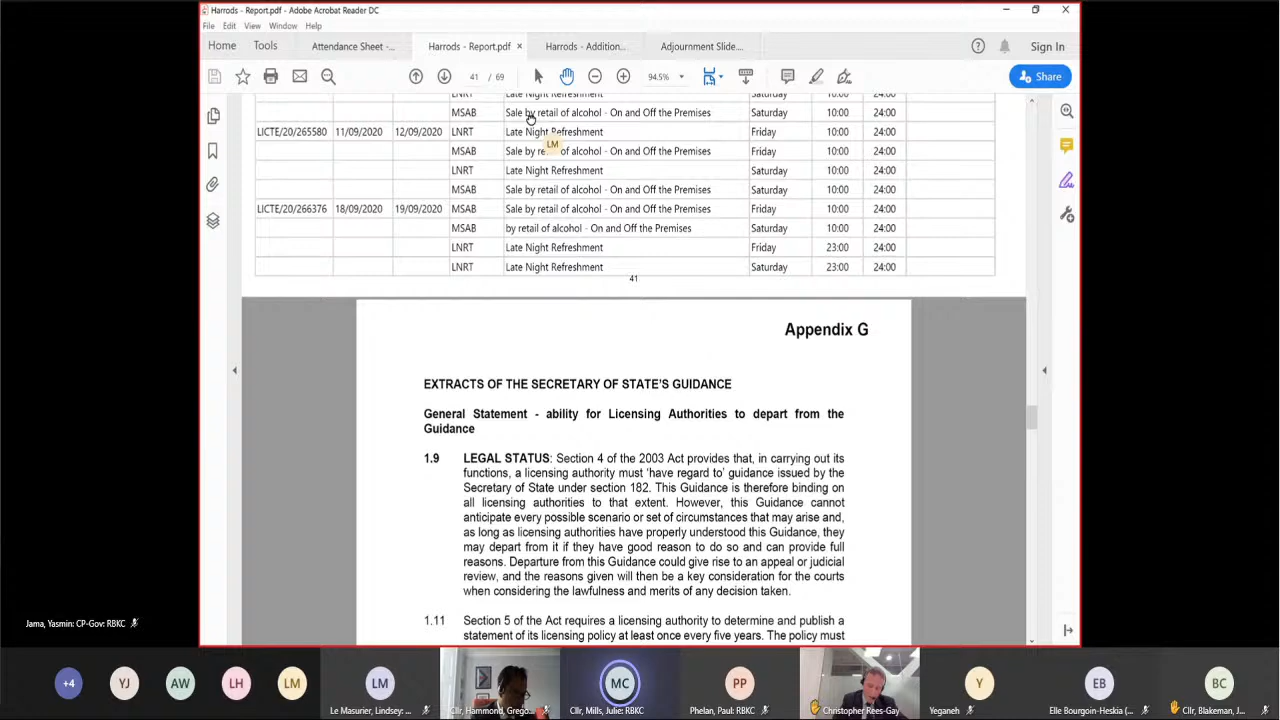 Harrods - Report.pdf - Adobe Acrobat Reader DC
File Edit View Window Help
Home Tools Attendance Sheet -... Harrods - Report.pdf × Harrods - Addition... Adjournment Slide.... Sign In
41 / 69 94.5% Share
LNRT Late Night Refreshment Saturday 10:00 24:00
MSAB Sale by retail of alcohol - On and Off the Premises Saturday 10:00 24:00
LICTE/20/265580 11/09/2020 12/09/2020 LNRT Late Night Refreshment Friday 10:00 24:00
LM
MSAB Sale by re of alcohol - On and Off the Premises Friday 10:00 24:00
LNRT Late Night Refreshment Saturday 10:00 24:00
MSAB Sale by retail of alcohol - On and Off the Premises Saturday 10:00 24:00
LICTE/20/266376 18/09/2020 19/09/2020 MSAB Sale by retail of alcohol - On and Off the Premises Friday 10:00 24:00
MSAB by retail of alcohol - On and Off the Premises Saturday 10:00 24:00
LNRT Late Night Refreshment Friday 23:00 24:00
LNRT Late Night Refreshment Saturday 23:00 24:00
41
Appendix G
EXTRACTS OF THE SECRETARY OF STATE'S GUIDANCE
General Statement - ability for Licensing Authorities to depart from the
Guidance
1.9 LEGAL STATUS: Section 4 of the 2003 Act provides that, in carrying out its
functions, a licensing authority must 'have regard to' guidance issued by the
Secretary of State under section 182. This Guidance is therefore binding on
all licensing authorities to that extent. However, this Guidance cannot
anticipate every possible scenario or set of circumstances that may arise and,
as long as licensing authorities have properly understood this Guidance, they
may depart from it if they have good reason to do so and can provide full
reasons. Departure from this Guidance could give rise to an appeal or judicial
review, and the reasons given will then be a key consideration for the courts
when considering the lawfulness and merits of any decision taken.
1.11 Section 5 of the Act requires a licensing authority to determine and publish a
statement of its licensing policy at least once every five years. The policy must
Jama, Yasmin: CP-Gov: RBKC
+4 YJ AW LH LM LM MC PP Y EB BC
Le Masurier, Lindsey: ... Cllr, Hammond, Grego... Cllr, Mills, Julie: RBKC Phelan, Paul: RBKC Christopher Rees-Gay Yeganeh Elle Bourgoin-Heskia (... Cllr, Blakeman, J...